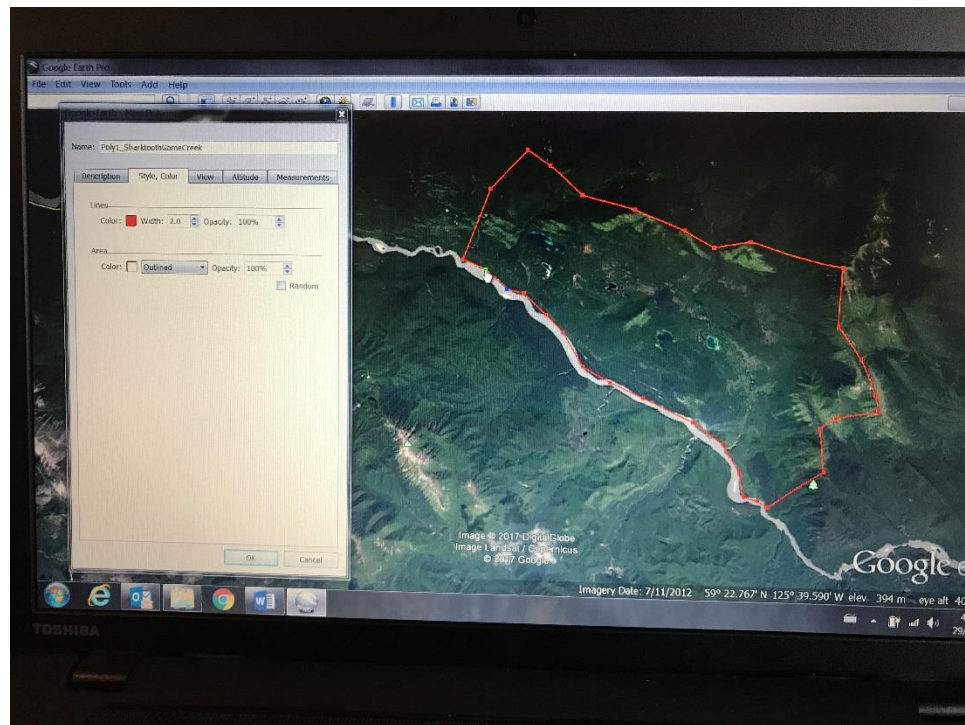 Google Earth Pro
File Edit View Tools Add Help
Name: Poly1_SharktoothGameCreek
Description Style, Color View Altitude Measurements
Lines
Color: Width: 2.0 Opacity: 100%
Area
Color: Outlined Opacity: 100%
Random
OK Cancel
Image © 2017 DigitalGlobe
Image Landsat / Copernicus
© 2017 Google
Google e
Imagery Date: 7/11/2012 59° 22.767' N 125° 39.590' W elev 394 m eye alt 40
29/
TOSHIBA